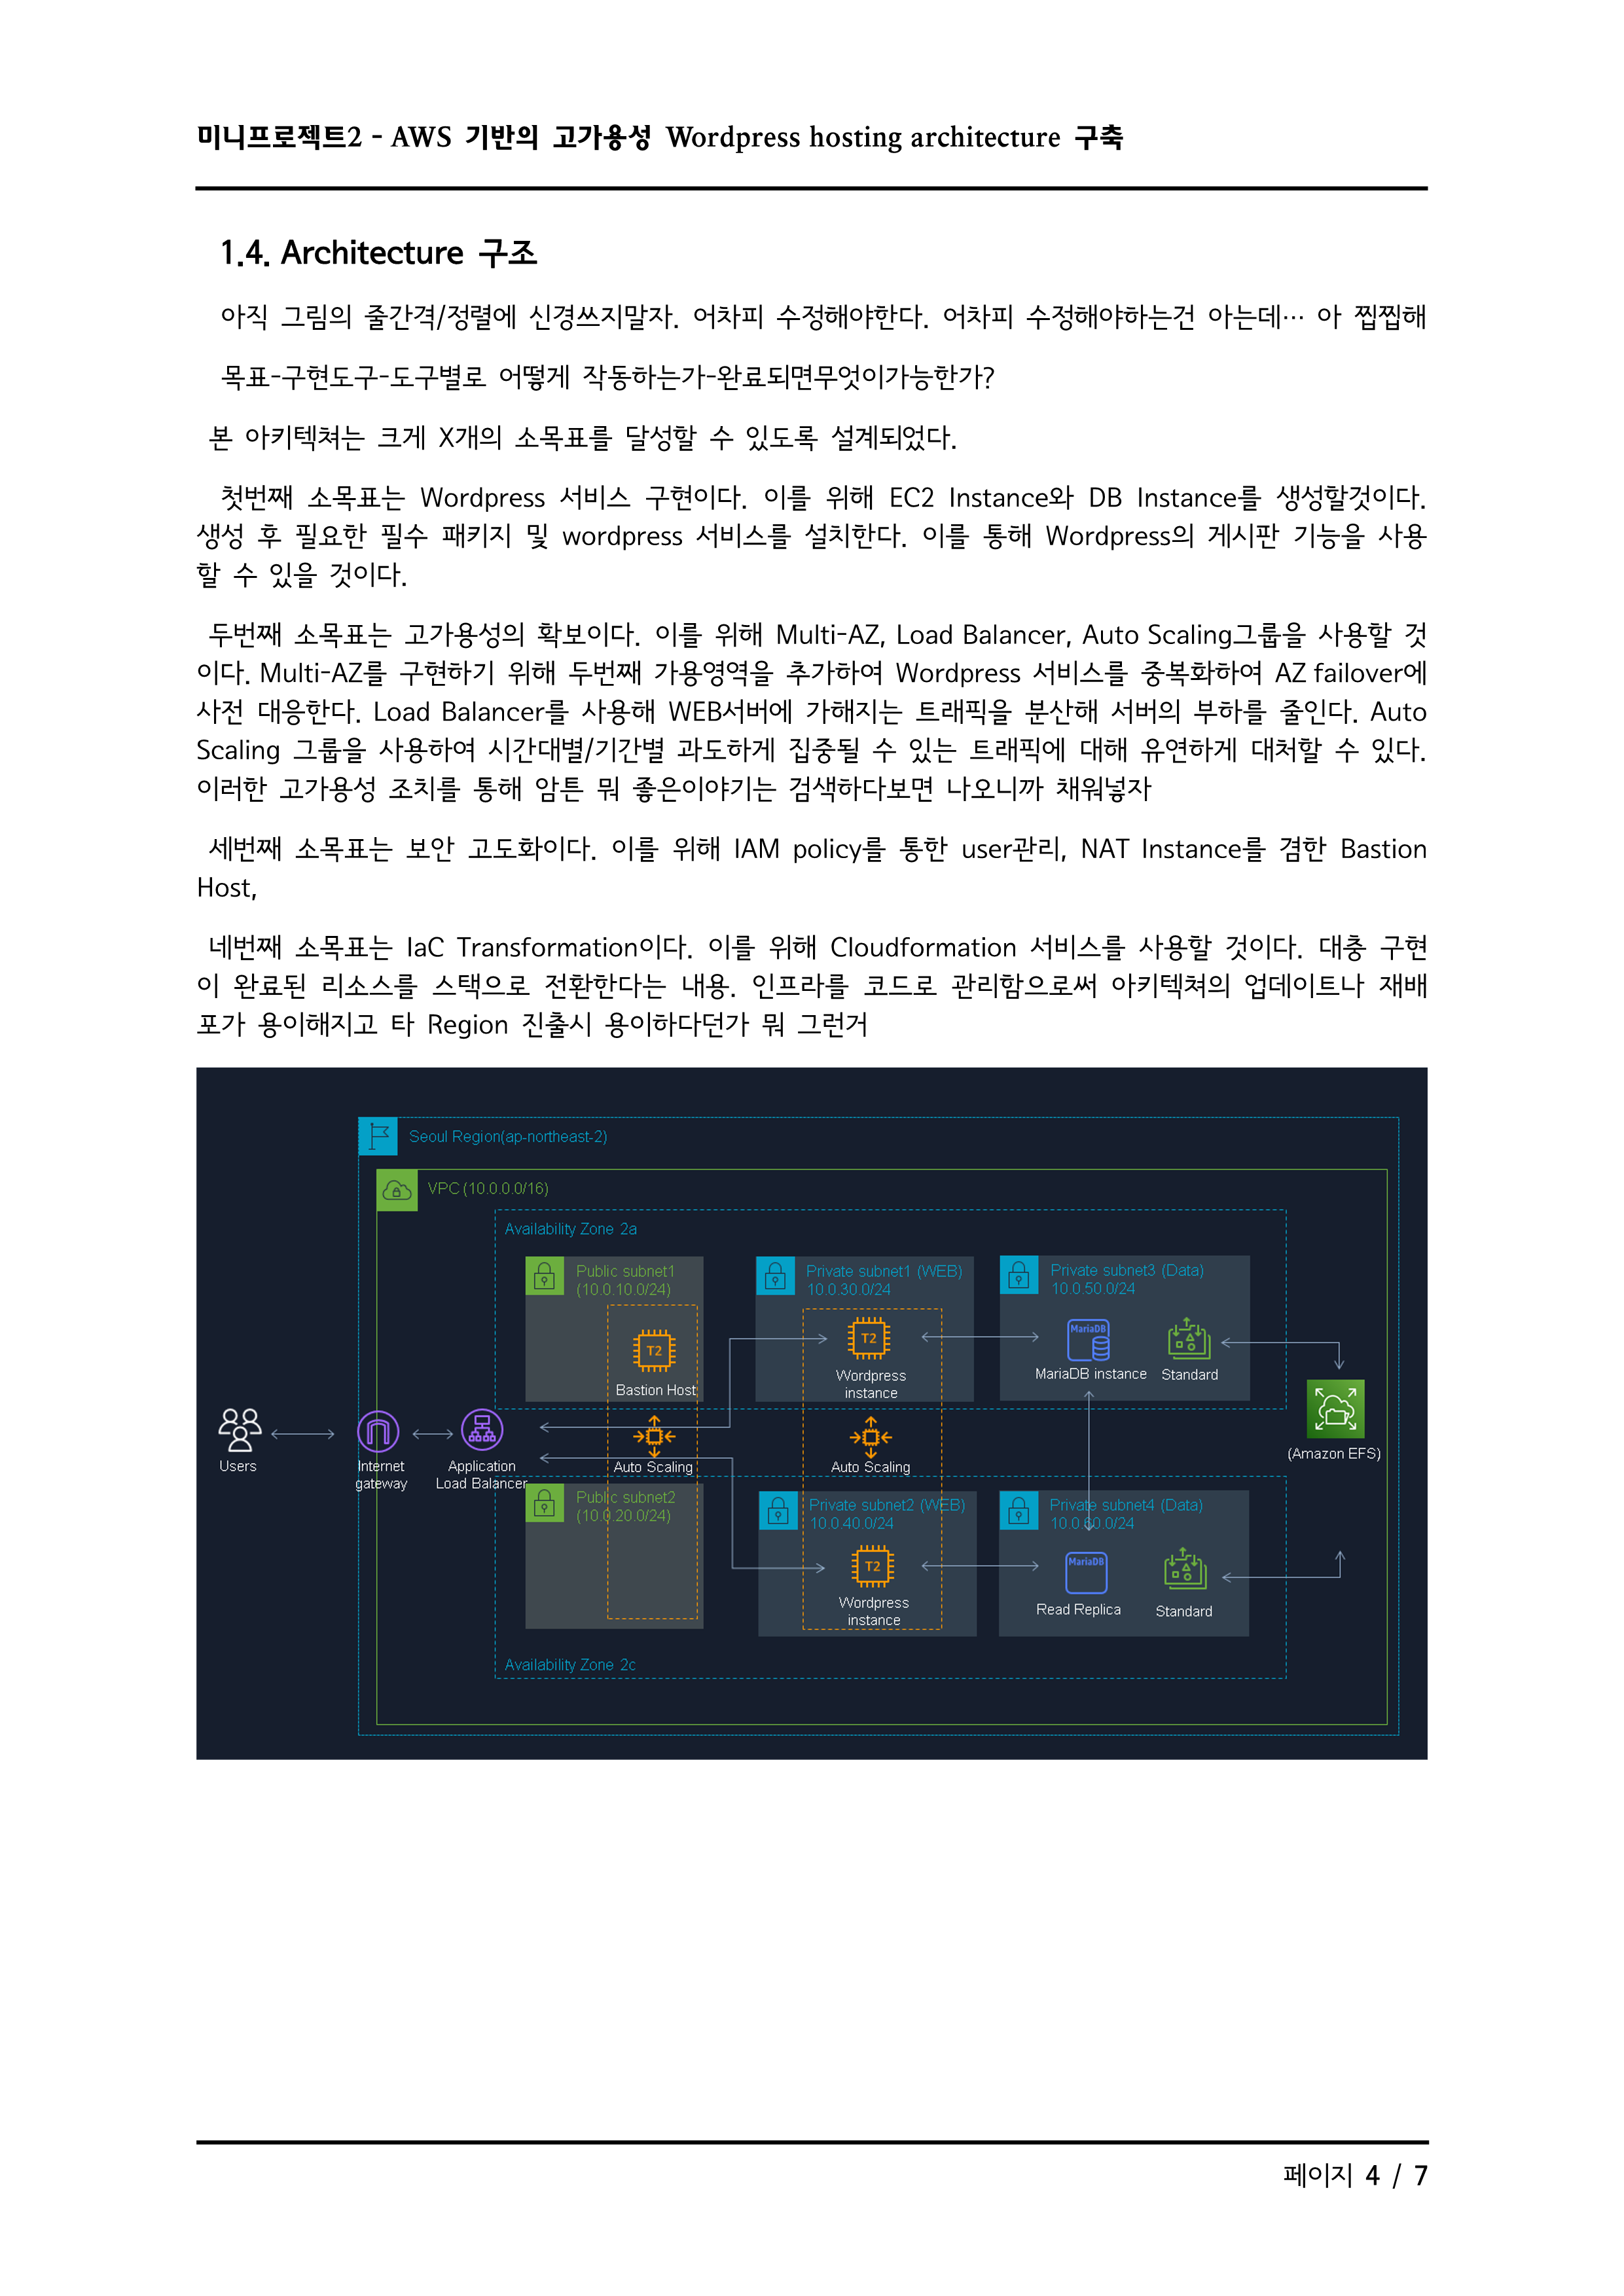 미니프로젝트2 - AWS 기반의 고가용성 Wordpress hosting architecture 구축
1.4. Architecture 구조
아직 그림의 줄간격/정렬에 신경쓰지말자. 어차피 수정해야한다. 어차피 수정해야하는건 아는데… 아 찝찝해
목표-구현도구-도구별로 어떻게 작동하는가-완료되면무엇이가능한가?
본 아키텍쳐는 크게 X개의 소목표를 달성할 수 있도록 설계되었다.
첫번째 소목표는 Wordpress 서비스 구현이다. 이를 위해 EC2 Instance와 DB Instance를 생성할것이다.
생성 후 필요한 필수 패키지 및 wordpress 서비스를 설치한다. 이를 통해 Wordpress의 게시판 기능을 사용
할 수 있을 것이다.
두번째 소목표는 고가용성의 확보이다. 이를 위해 Multi-AZ, Load Balancer, Auto Scaling그룹을 사용할 것
이다. Multi-AZ를 구현하기 위해 두번째 가용영역을 추가하여 Wordpress 서비스를 중복화하여 AZ failover에
사전 대응한다. Load Balancer를 사용해 WEB서버에 가해지는 트래픽을 분산해 서버의 부하를 줄인다. Auto
Scaling 그룹을 사용하여 시간대별/기간별 과도하게 집중될 수 있는 트래픽에 대해 유연하게 대처할 수 있다.
이러한 고가용성 조치를 통해 암튼 뭐 좋은이야기는 검색하다보면 나오니까 채워넣자
세번째 소목표는 보안 고도화이다. 이를 위해 IAM policy를 통한 user관리, NAT Instance를 겸한 Bastion
Host,
네번째 소목표는 IaC Transformation이다. 이를 위해 Cloudformation 서비스를 사용할 것이다. 대충 구현
이 완료된 리소스를 스택으로 전환한다는 내용. 인프라를 코드로 관리함으로써 아키텍쳐의 업데이트나 재배
포가 용이해지고 타 Region 진출시 용이하다던가 뭐 그런거
Seoul Region(ap-northeast-2)
VPC (10.0.0.0/16)
Availability Zone 2a
Public subnet1
(10.0.10.0/24)
Private subnet1 (WEB)
10.0.30.0/24
Private subnet3 (Data)
10.0.50.0/24
T2
Bastion Host
T2
Wordpress
instance
MariaDB
MariaDB instance
Standard
Users
Internet
gateway
Application
Load Balancer
Auto Scaling
Auto Scaling
(Amazon EFS)
Public subnet2
(10.0.20.0/24)
Private subnet2 (WEB)
10.0.40.0/24
Private subnet4 (Data)
10.0.60.0/24
T2
Wordpress
instance
MariaDB
Read Replica
Standard
Availability Zone 2c
페이지 4 / 7